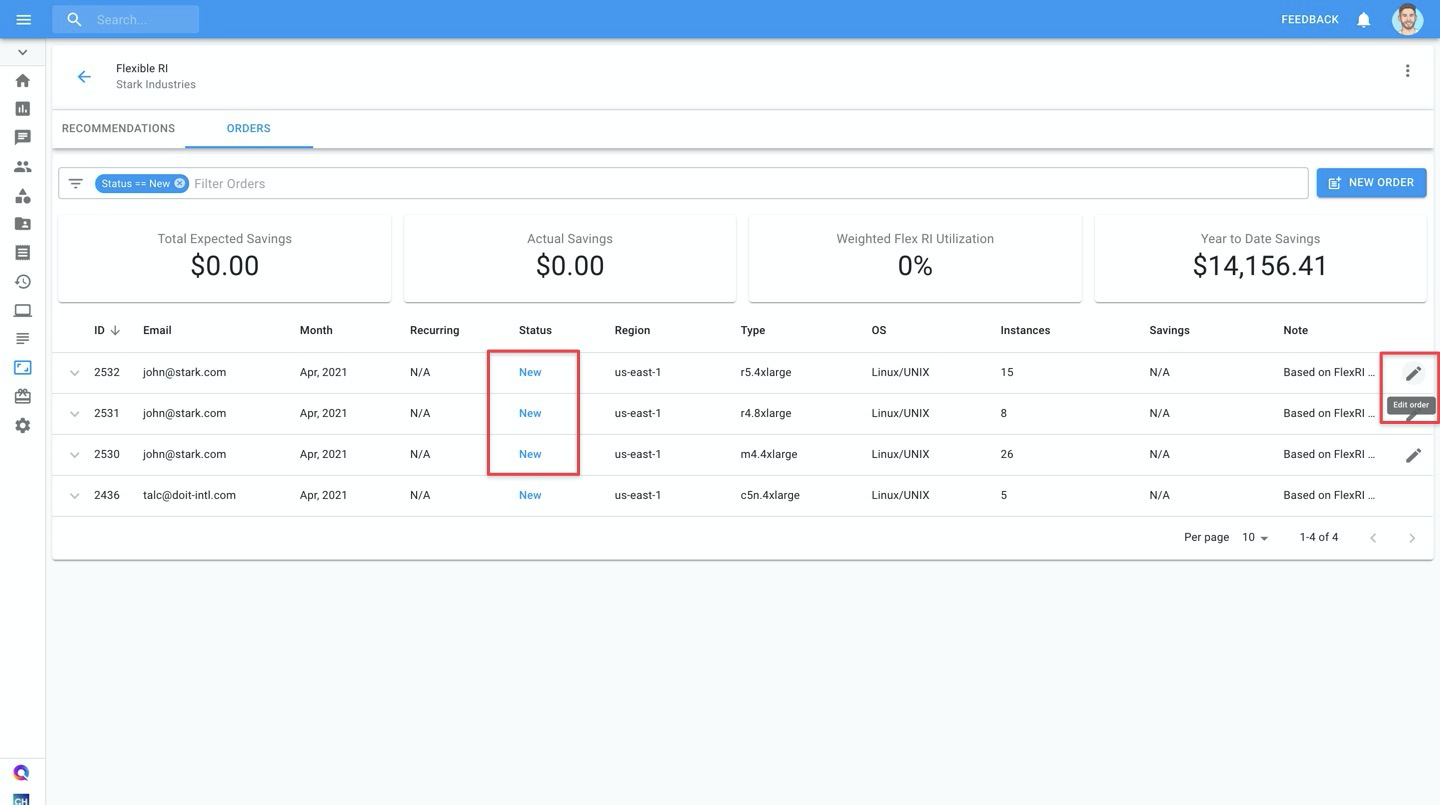 Search...
FEEDBACK
Flexible RI
Stark Industries
RECOMMENDATIONS ORDERS
Status == New Filter Orders NEW ORDER
Total Expected Savings Actual Savings Weighted Flex RI Utilization Year to Date Savings
$0.00 $0.00 0% $14,156.41
ID Email Month Recurring Status Region Type OS Instances Savings Note
2532 john@stark.com Apr, 2021 N/A New us-east-1 r5.4xlarge Linux/UNIX 15 N/A Based on FlexRI ...
Edit order
2531 john@stark.com Apr, 2021 N/A New us-east-1 r4.8xlarge Linux/UNIX 8 N/A Based on FlexRI ...
2530 john@stark.com Apr, 2021 N/A New us-east-1 m4.4xlarge Linux/UNIX 26 N/A Based on FlexRI ...
2436 talc@doit-intl.com Apr, 2021 N/A New us-east-1 c5n.4xlarge Linux/UNIX 5 N/A Based on FlexRI ...
Per page 10 1-4 of 4
CH